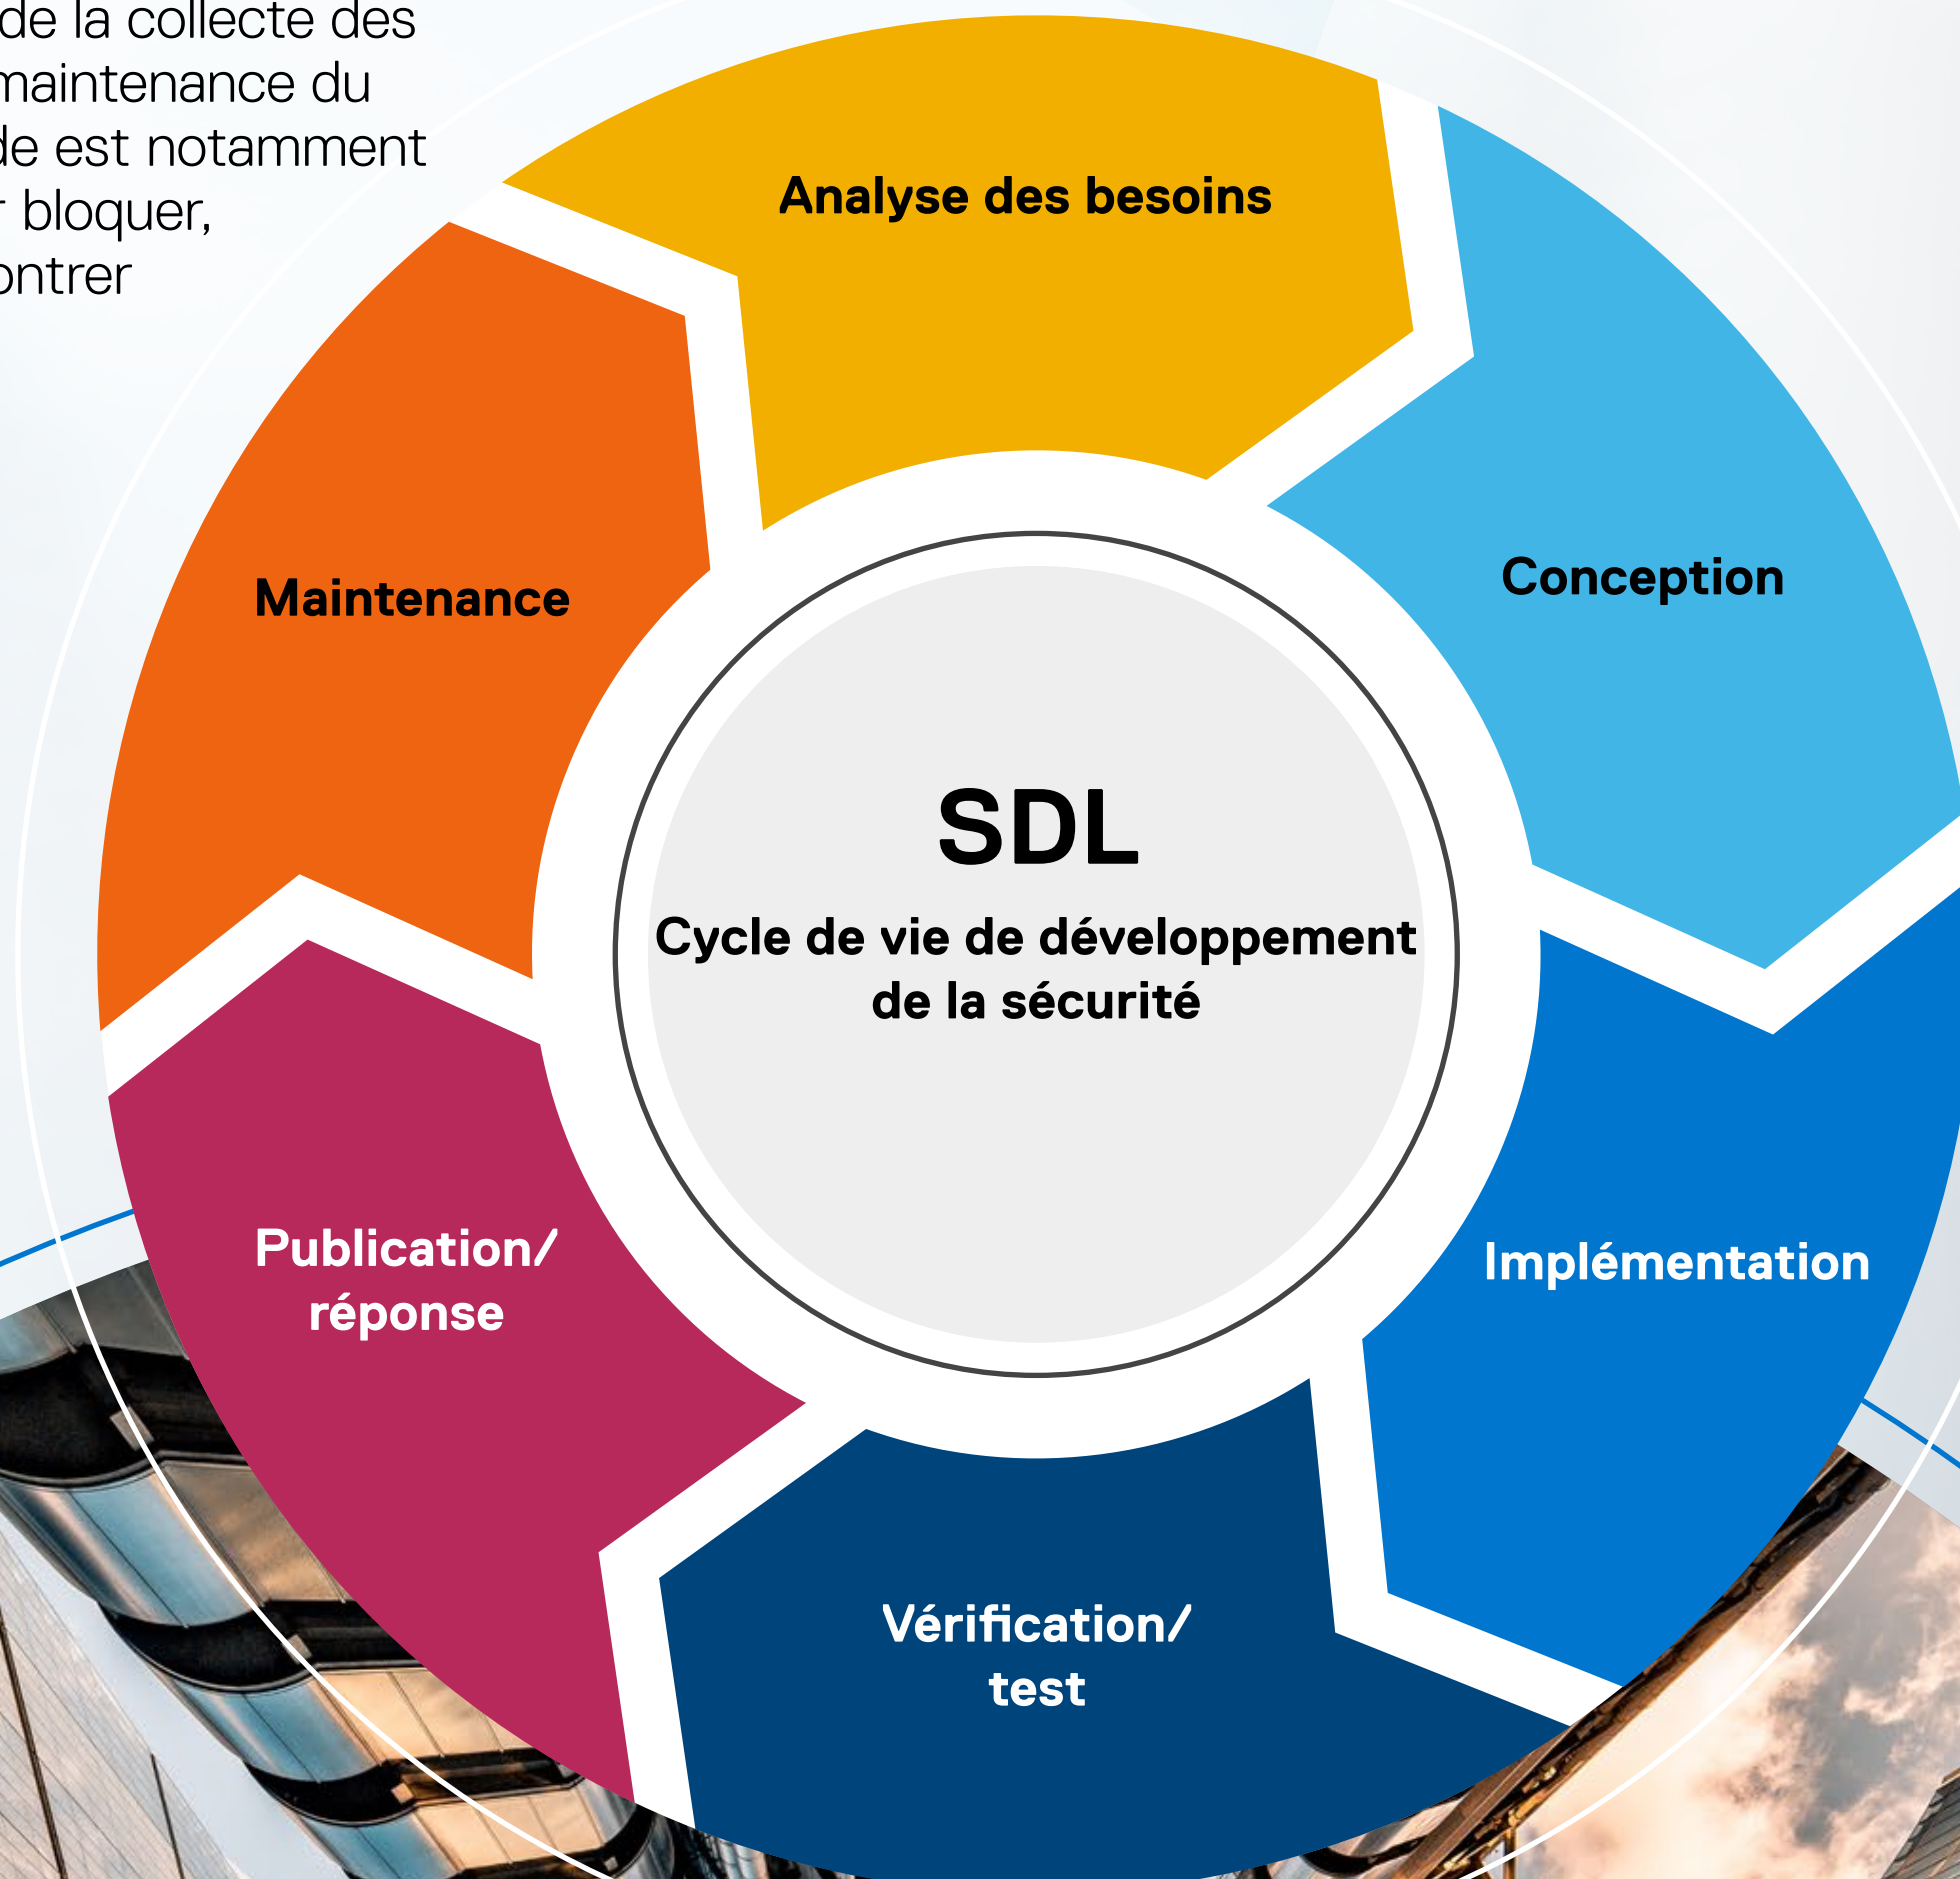 de la collecte des
maintenance du
de est notamment
r bloquer,
ontrer
Analyse des besoins
Conception
Maintenance
SDL
Cycle de vie de développement
de la sécurité
Publication/
réponse
Implémentation
Vérification/
test